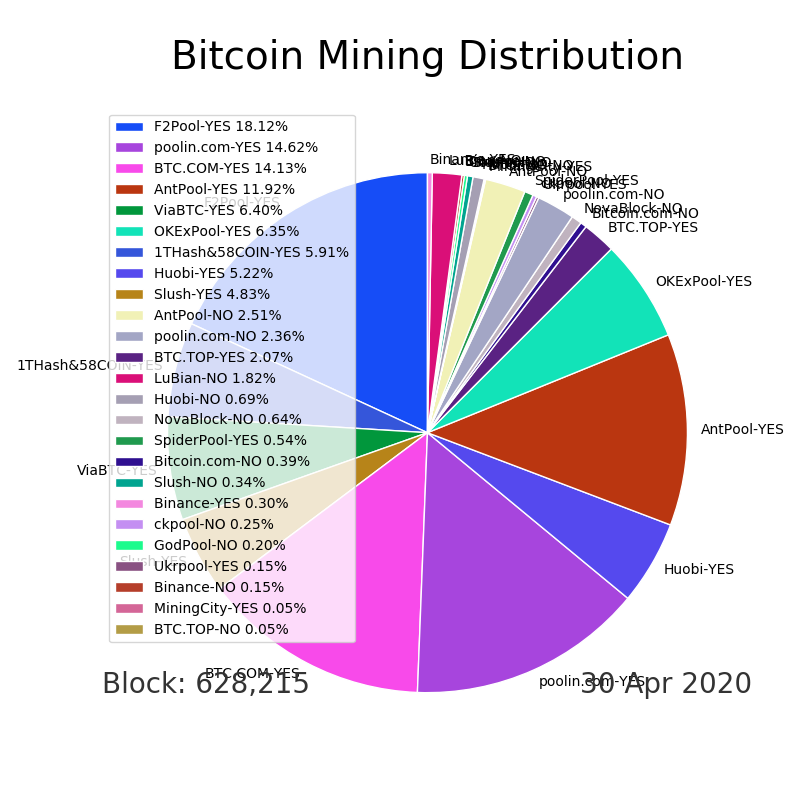 Bitcoin Mining Distribution
F2Pool-YES 18.12%
poolin.com-YES 14.62%
BTC.COM-YES 14.13%
AntPool-YES 11.92%
ViaBTC-YES 6.40%
OKExPool-YES 6.35%
1THash&58COIN-YES 5.91%
Huobi-YES 5.22%
Slush-YES 4.83%
AntPool-NO 2.51%
poolin.com-NO 2.36%
BTC.TOP-YES 2.07%
LuBian-NO 1.82%
Huobi-NO 0.69%
NovaBlock-NO 0.64%
SpiderPool-YES 0.54%
Bitcoin.com-NO 0.39%
Slush-NO 0.34%
Binance-YES 0.30%
ckpool-NO 0.25%
GodPool-NO 0.20%
Ukrpool-YES 0.15%
Binance-NO 0.15%
MiningCity-YES 0.05%
BTC.TOP-NO 0.05%
Binance-YES
AntPool-NO
SpiderPool-YES
poolin.com-NO
NovaBlock-NO
Bitcoin.com-NO
BTC.TOP-YES
OKExPool-YES
AntPool-YES
Huobi-YES
poolin.com-YES
BTC.COM-YES
Slush-YES
ViaBTC-YES
1THash&58COIN-YES
F2Pool-YES
Block: 628,215
30 Apr 2020